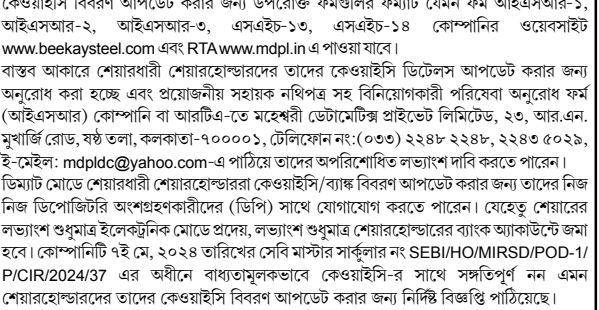 কেওয়াইসি বিবরণ আপডেট করার জন্য উপরোক্ত ফর্মগুলির ফর্ম্যাট যেমন ফর্ম আইএসআর-১,
আইএসআর-২, আইএসআর-৩, এসএইচ-১৩, এসএইচ-১৪ কোম্পানির ওয়েবসাইট
www.beekaysteel.com এবং RTA www.mdpl.in এ পাওয়া যাবে।
বাস্তব আকারে শেয়ারধারী শেয়ারহোল্ডারদের তাদের কেওয়াইসি ডিটেলস আপডেট করার জন্য
অনুরোধ করা হচ্ছে এবং প্রয়োজনীয় সহায়ক নথিপত্র সহ বিনিয়োগকারী পরিষেবা অনুরোধ ফর্ম
(আইএসআর) কোম্পানি বা আরটিএ-তে মহেশ্বরী ডেটামেটিক্স প্রাইভেট লিমিটেড, ২৩, আর.এন.
মুখার্জি রোড, ষষ্ঠ তলা, কলকাতা-৭০০০০১, টেলিফোন নং:(০৩৩) ২২৪৮ ২২৪৮, ২২৪৩ ৫০২৯,
ই-মেইল: mdpldc@yahoo.com-এ পাঠিয়ে তাদের অপরিশোধিত লভ্যাংশ দাবি করতে পারেন।
ডিম্যাট মোডে শেয়ারধারী শেয়ারহোল্ডাররা কেওয়াইসি/ব্যাঙ্ক বিবরণ আপডেট করার জন্য তাদের নিজ
নিজ ডিপোজিটরি অংশগ্রহণকারীদের (ডিপি) সাথে যোগাযোগ করতে পারেন। যেহেতু শেয়ারের
লভ্যাংশ শুধুমাত্র ইলেকট্রনিক মোডে প্রদেয়, লভ্যাংশ শুধুমাত্র শেয়ারহোল্ডারের ব্যাংক অ্যাকাউন্টে জমা
হবে। কোম্পানিটি ৭ই মে, ২০২৪ তারিখের সেবি মাস্টার সার্কুলার নং SEBI/HO/MIRSD/POD-1/
P/CIR/2024/37 এর অধীনে বাধ্যতামূলকভাবে কেওয়াইসি-র সাথে সঙ্গতিপূর্ণ নন এমন
শেয়ারহোল্ডারদের তাদের কেওয়াইসি বিবরণ আপডেট করার জন্য নির্দিষ্ট বিজ্ঞপ্তি পাঠিয়েছে।